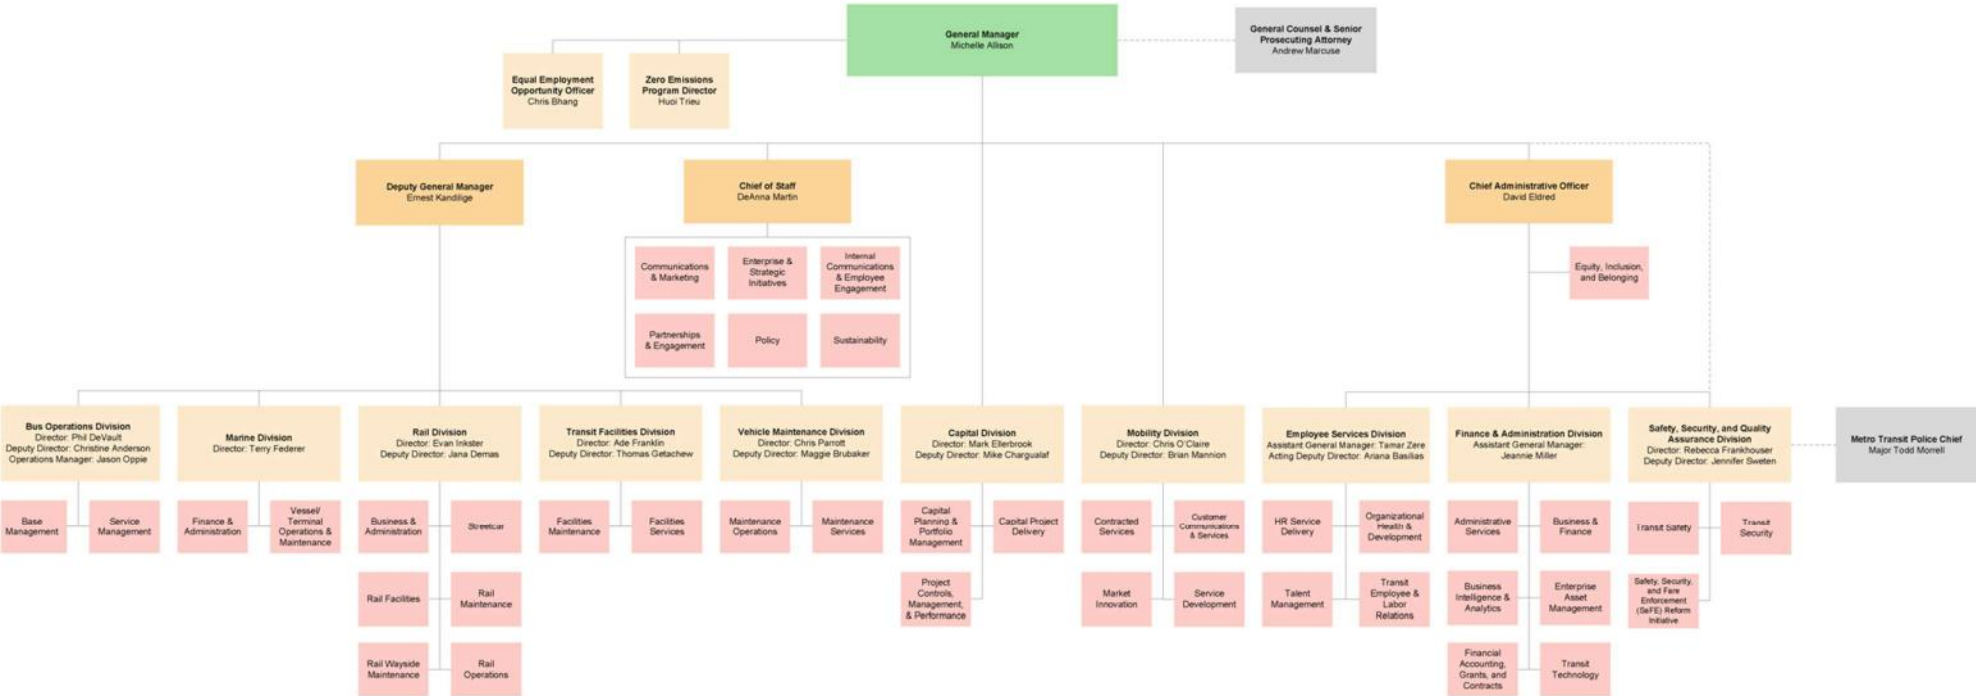 General Manager
Michelle Allison
General Counsel & Senior
Prosecuting Attorney
Andrew Marcuse
Equal Employment
Opportunity Officer
Chris Bhang
Zero Emissions
Program Director
Huoi Trieu
Deputy General Manager
Ernest Kandilige
Chief of Staff
DeAnna Martin
Chief Administrative Officer
David Eldred
Communications
& Marketing
Enterprise &
Strategic
Initiatives
Internal
Communications
& Employee
Engagement
Equity, Inclusion,
and Belonging
Partnerships
& Engagement
Policy
Sustainability
Bus Operations Division
Director: Phil DeVault
Deputy Director: Christine Anderson
Operations Manager: Jason Oppie
Marine Division
Director: Terry Federer
Rail Division
Director: Evan Inkster
Deputy Director: Jana Demas
Transit Facilities Division
Director: Ade Franklin
Deputy Director: Thomas Getachew
Vehicle Maintenance Division
Director: Chris Parrott
Deputy Director: Maggie Brubaker
Capital Division
Director: Mark Ellerbrook
Deputy Director: Mike Chargualaf
Mobility Division
Director: Chris O'Claire
Deputy Director: Brian Mannion
Employee Services Division
Assistant General Manager: Tamar Zere
Acting Deputy Director: Ariana Basilias
Finance & Administration Division
Assistant General Manager:
Jeannie Miller
Safety, Security, and Quality
Assurance Division
Director: Rebecca Frankhouser
Deputy Director: Jennifer Sweten
Metro Transit Police Chief
Major Todd Morrell
Base
Management
Service
Management
Finance &
Administration
Vessel/
Terminal
Operations &
Maintenance
Business &
Administration
Streetcar
Facilities
Maintenance
Facilities
Services
Maintenance
Operations
Maintenance
Services
Capital
Planning &
Portfolio
Management
Capital Project
Delivery
Contracted
Services
Customer
Communications
& Services
HR Service
Delivery
Organizational
Health &
Development
Administrative
Services
Business &
Finance
Transit Safety
Transit
Security
Rail Facilities
Rail
Maintenance
Project
Controls,
Management,
& Performance
Market
Innovation
Service
Development
Talent
Management
Transit
Employee &
Labor
Relations
Business
Intelligence &
Analytics
Enterprise
Asset
Management
Safety, Security,
and Fare
Enforcement
(SaFE) Reform
Initiative
Rail Wayside
Maintenance
Rail
Operations
Financial
Accounting,
Grants, and
Contracts
Transit
Technology